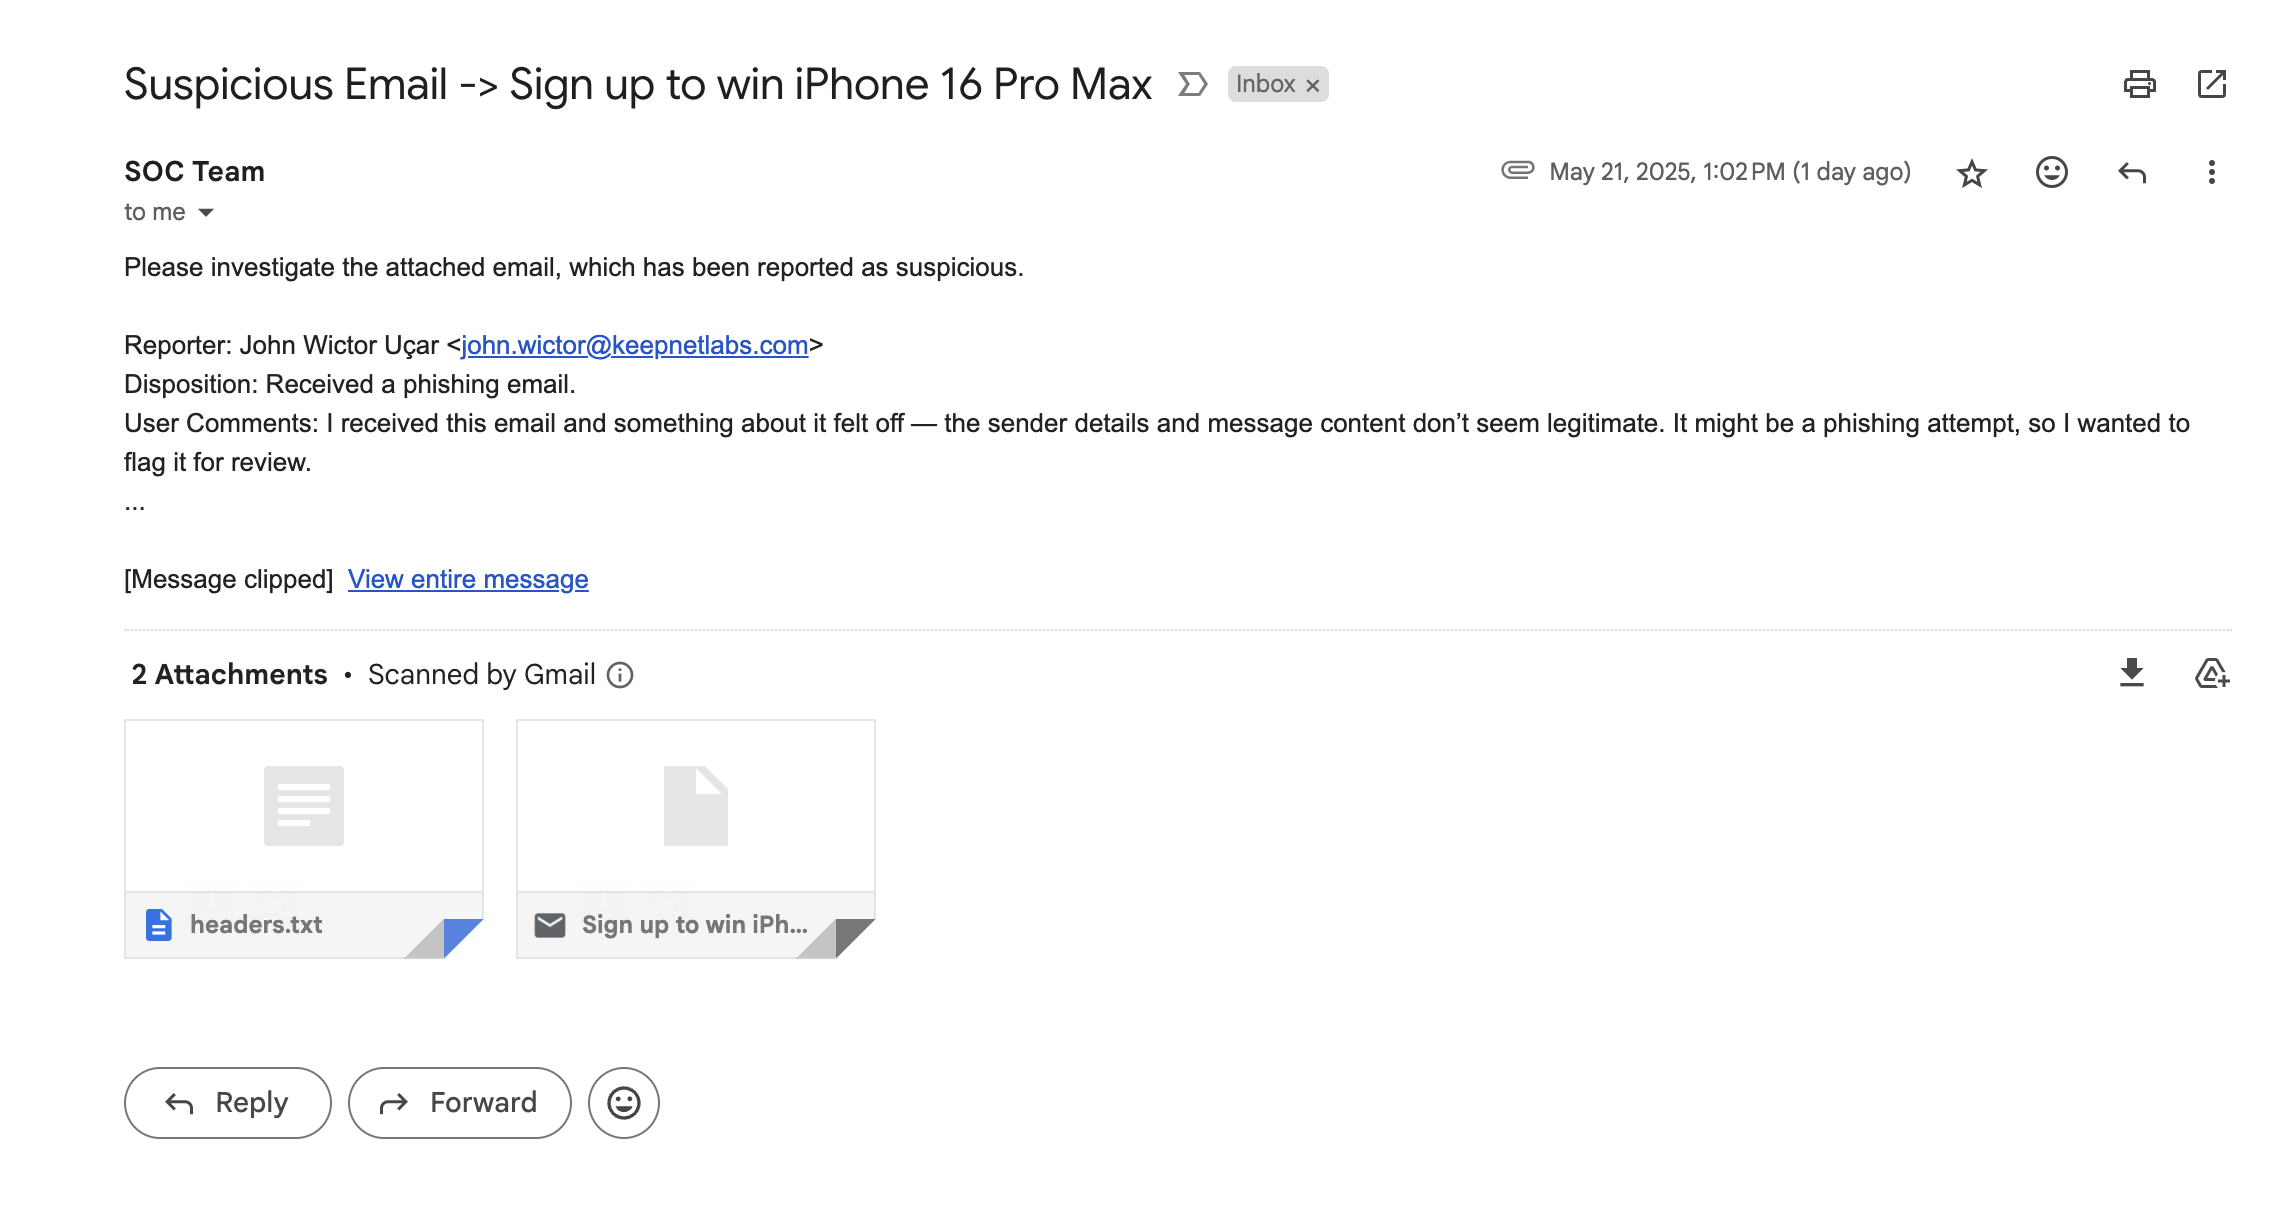 Suspicious Email -> Sign up to win iPhone 16 Pro Max
Inbox ×
SOC Team
May 21, 2025, 1:02 PM (1 day ago)
to me
Please investigate the attached email, which has been reported as suspicious.
Reporter: John Wictor Uçar <john.wictor@keepnetlabs.com>
Disposition: Received a phishing email.
User Comments: I received this email and something about it felt off — the sender details and message content don’t seem legitimate. It might be a phishing attempt, so I wanted to
flag it for review.
...
[Message clipped] View entire message
2 Attachments • Scanned by Gmail
headers.txt
Sign up to win iPh...
Reply
Forward